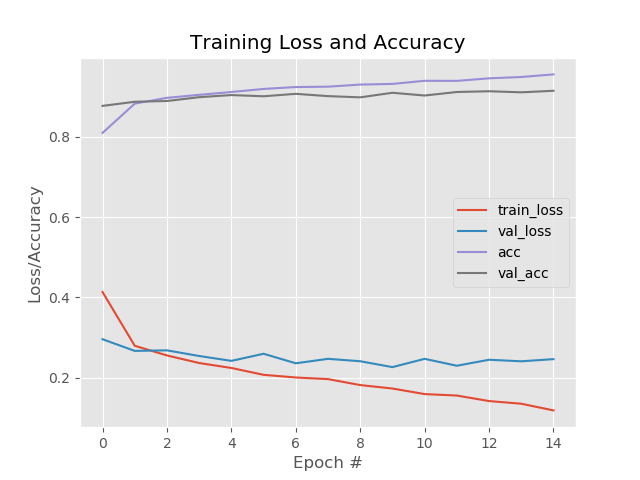 Training Loss and Accuracy
Loss/Accuracy
0.8
0.6
0.4
0.2
train_loss
val_loss
acc
val_acc
0 2 4 6 8 10 12 14
Epoch #